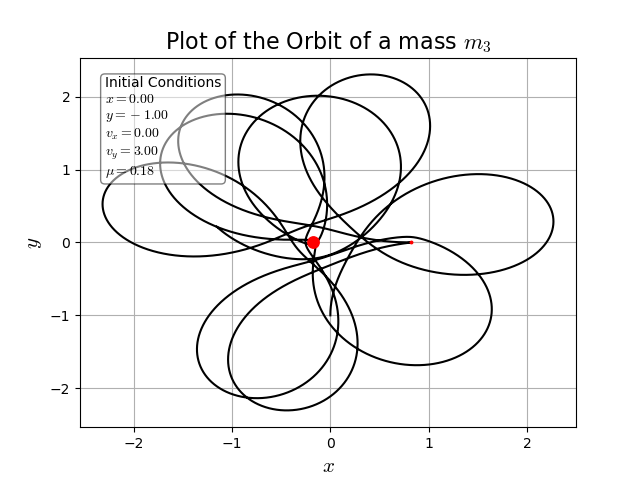 Plot of the Orbit of a mass m₃
Initial Conditions
x = 0.00
y = − 1.00
vₓ = 0.00
v_y = 3.00
μ = 0.18
2
1
0
−1
−2
y
−2 −1 0 1 2
x